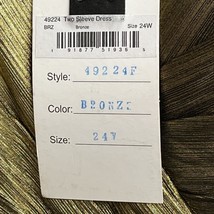 49224 Two Sleeve Dress
BRZ Bronze Size 24W
Style: 49224F
Color: BRONZE
Size: 24W